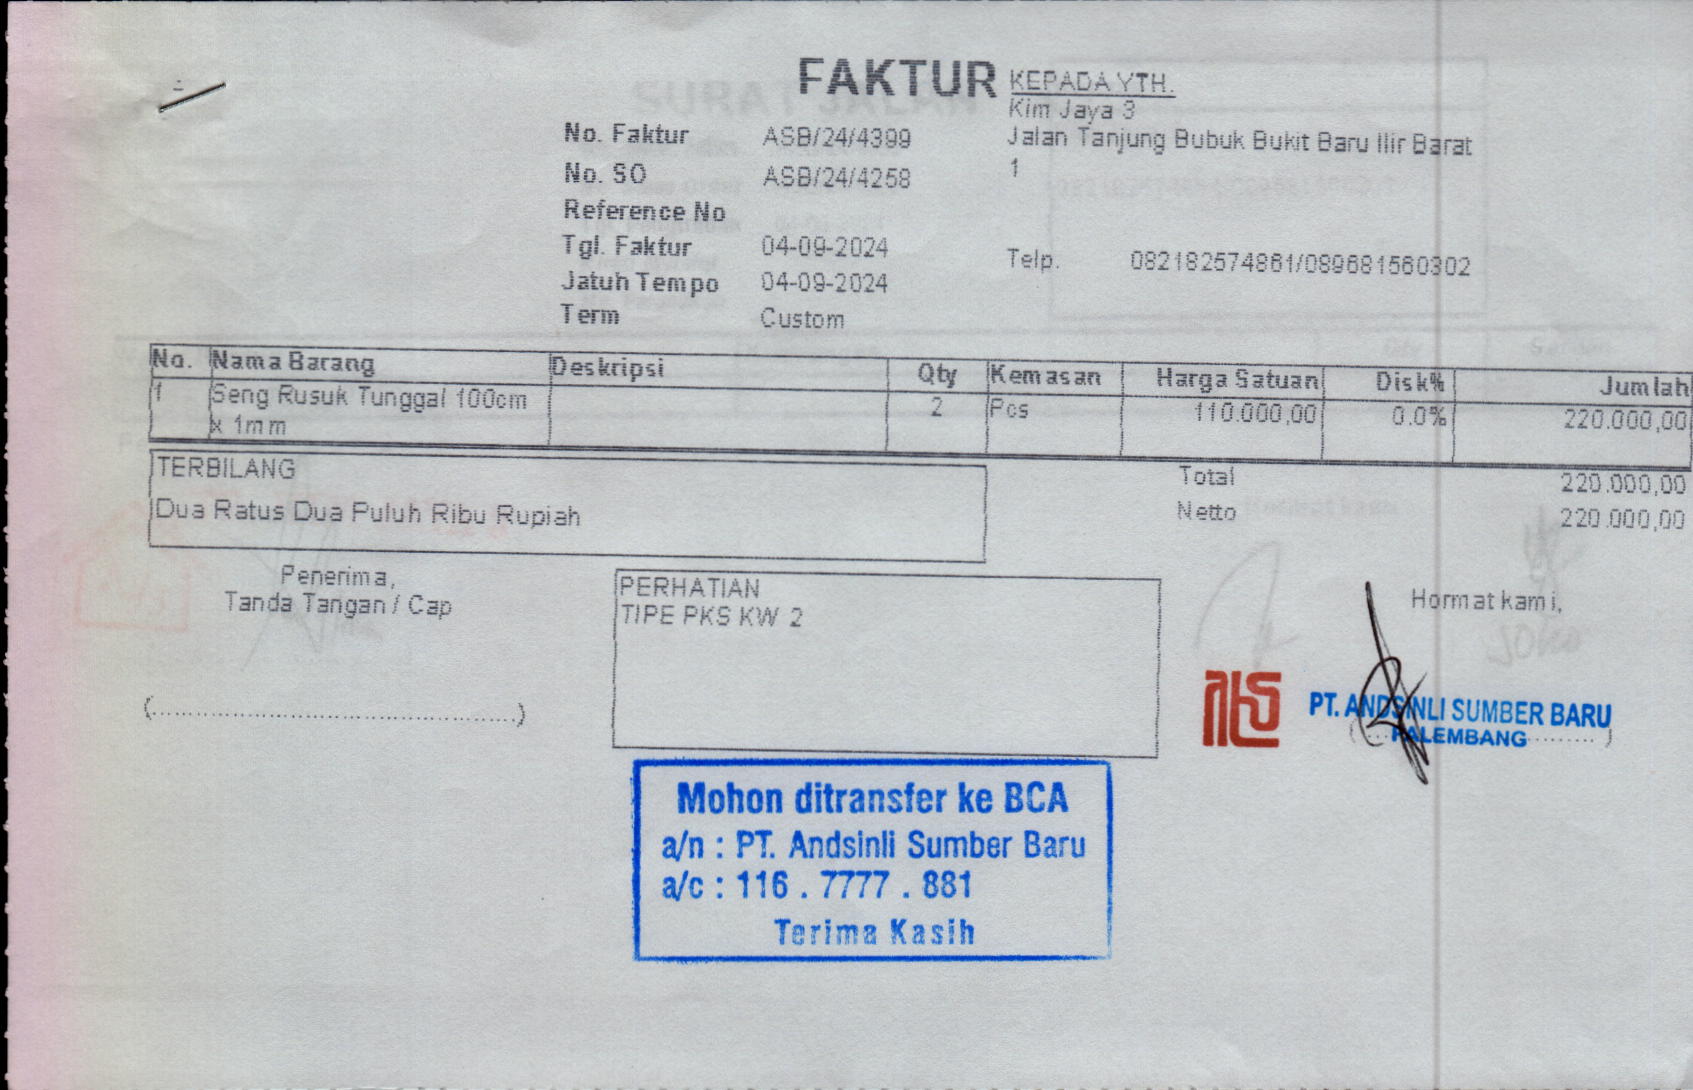 FAKTUR
KEPADA YTH.
Kim Jaya 3
Jalan Tanjung Bubuk Bukit Baru Ilir Barat
1
Telp. 082182574861/089681560302
No. Faktur ASB/24/4399
No. SO ASB/24/4258
Reference No
Tgl. Faktur 04-09-2024
Jatuh Tempo 04-09-2024
Term Custom
No. Nama Barang Deskripsi Qty Kemasan Harga Satuan Disk% Jumlah
1 Seng Rusuk Tunggal 100cm 2 Pcs 110.000,00 0.0% 220.000,00
x 1mm
TERBILANG
Dua Ratus Dua Puluh Ribu Rupiah
Total 220.000,00
Netto 220.000,00
Penerima,
Tanda Tangan / Cap
(................................................)
PERHATIAN
TIPE PKS KW 2
Hormat kami,
PT. ANDSINLI SUMBER BARU
PALEMBANG
Mohon ditransfer ke BCA
a/n : PT. Andsinli Sumber Baru
a/c : 116 . 7777 . 881
Terima Kasih